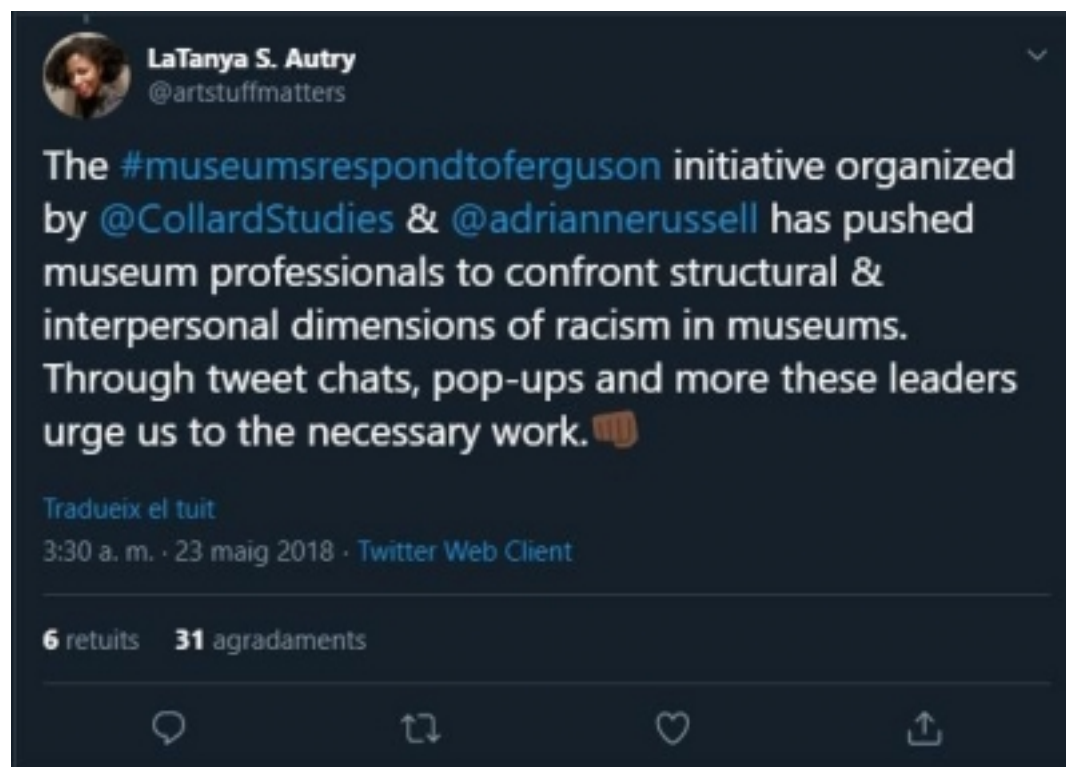 LaTanya S. Autry
@artstuffmatters
The #museumsrespondtoferguson initiative organized
by @CollardStudies & @adriannerussell has pushed
museum professionals to confront structural &
interpersonal dimensions of racism in museums.
Through tweet chats, pop-ups and more these leaders
urge us to the necessary work.👊🏾
Tradueix el tuit
3:30 a. m. · 23 maig 2018 · Twitter Web Client
6 retuits 31 agradaments